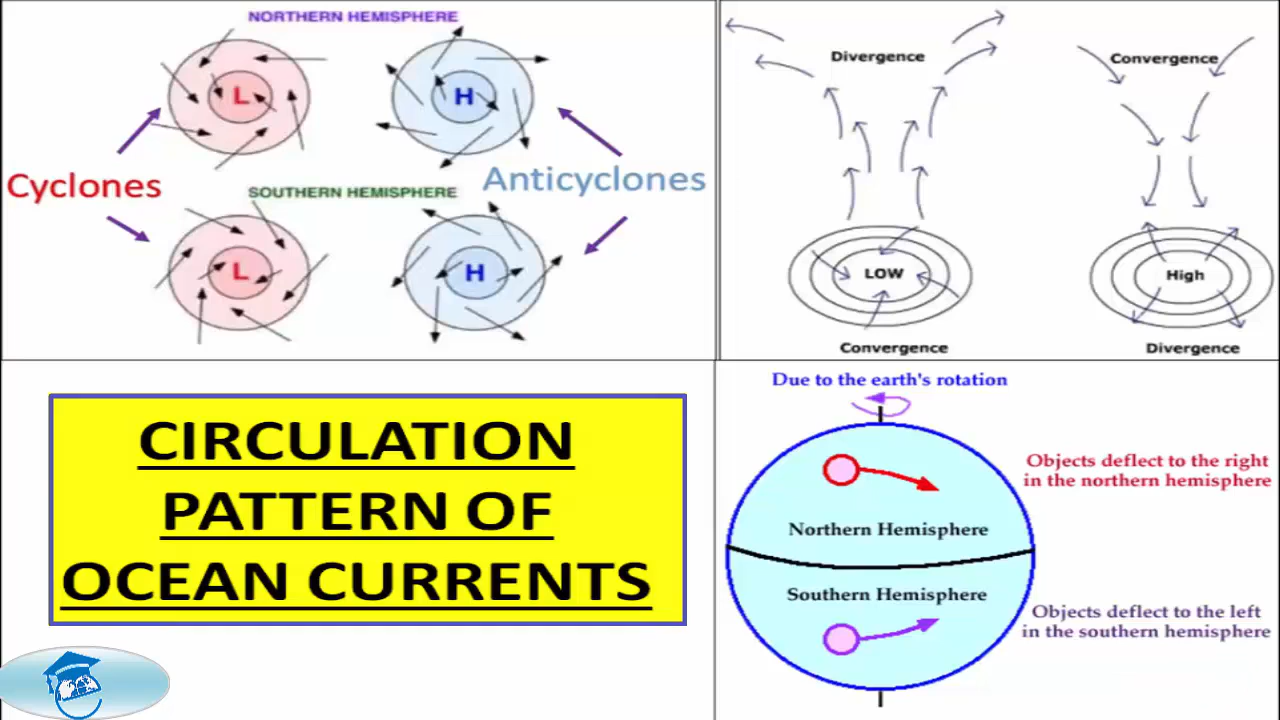 NORTHERN HEMISPHERE
L
H
Cyclones
Anticyclones
SOUTHERN HEMISPHERE
L
H
Divergence
Convergence
LOW
High
Convergence
Divergence
CIRCULATION
PATTERN OF
OCEAN CURRENTS
Due to the earth's rotation
Objects deflect to the right
in the northern hemisphere
Northern Hemisphere
Southern Hemisphere
Objects deflect to the left
in the southern hemisphere